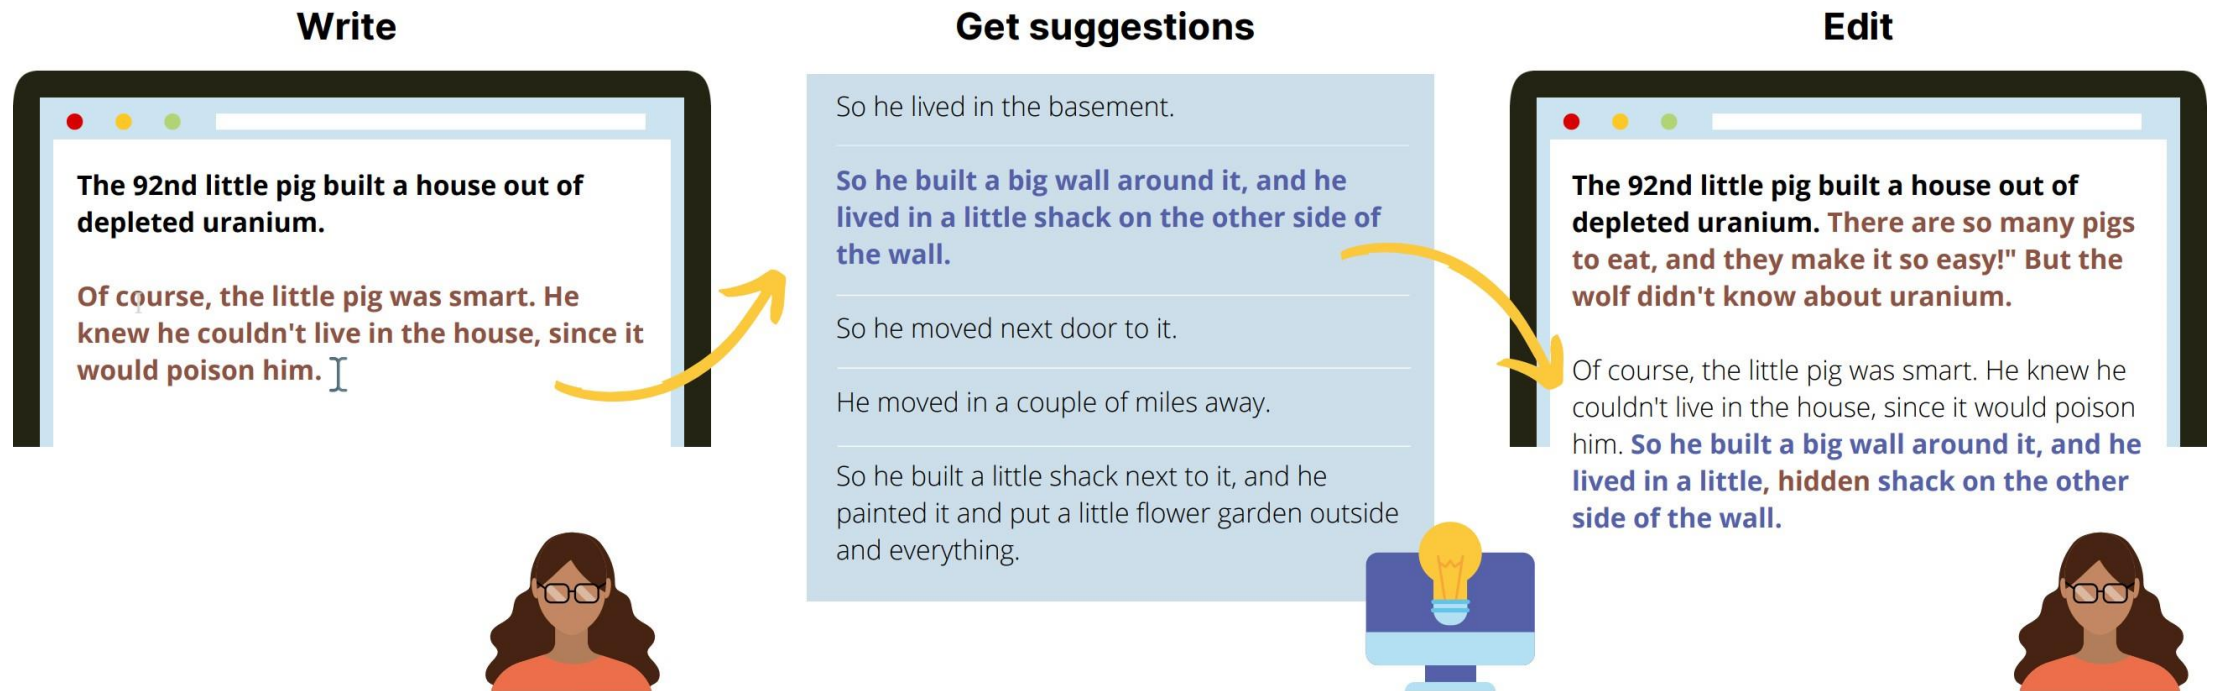 Write
The 92nd little pig built a house out of
depleted uranium.
Of course, the little pig was smart. He
knew he couldn't live in the house, since it
would poison him.
Get suggestions
So he lived in the basement.
So he built a big wall around it, and he
lived in a little shack on the other side of
the wall.
So he moved next door to it.
He moved in a couple of miles away.
So he built a little shack next to it, and he
painted it and put a little flower garden outside
and everything.
Edit
The 92nd little pig built a house out of
depleted uranium. There are so many pigs
to eat, and they make it so easy!" But the
wolf didn't know about uranium.
Of course, the little pig was smart. He knew he
couldn't live in the house, since it would poison
him. So he built a big wall around it, and he
lived in a little, hidden shack on the other
side of the wall.